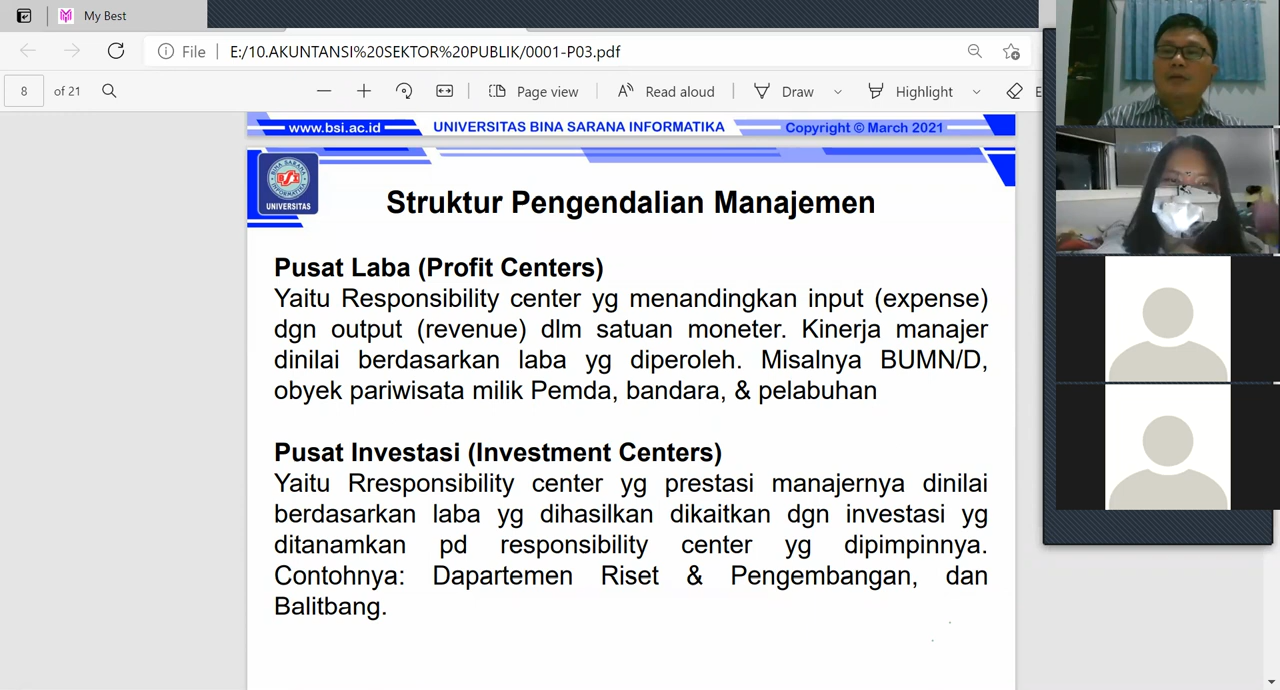 My Best
File
E:/10.AKUNTANSI%20SEKTOR%20PUBLIK/0001-P03.pdf
8 of 21
Page view
Read aloud
Draw
Highlight
E
www.bsi.ac.id UNIVERSITAS BINA SARANA INFORMATIKA Copyright © March 2021
BINA SARANA
INFORMATIKA
BSI
UNIVERSITAS
Struktur Pengendalian Manajemen
Pusat Laba (Profit Centers)
Yaitu Responsibility center yg menandingkan input (expense)
dgn output (revenue) dlm satuan moneter. Kinerja manajer
dinilai berdasarkan laba yg diperoleh. Misalnya BUMN/D,
obyek pariwisata milik Pemda, bandara, & pelabuhan
Pusat Investasi (Investment Centers)
Yaitu Rresponsibility center yg prestasi manajernya dinilai
berdasarkan laba yg dihasilkan dikaitkan dgn investasi yg
ditanamkan pd responsibility center yg dipimpinnya.
Contohnya: Dapartemen Riset & Pengembangan, dan
Balitbang.